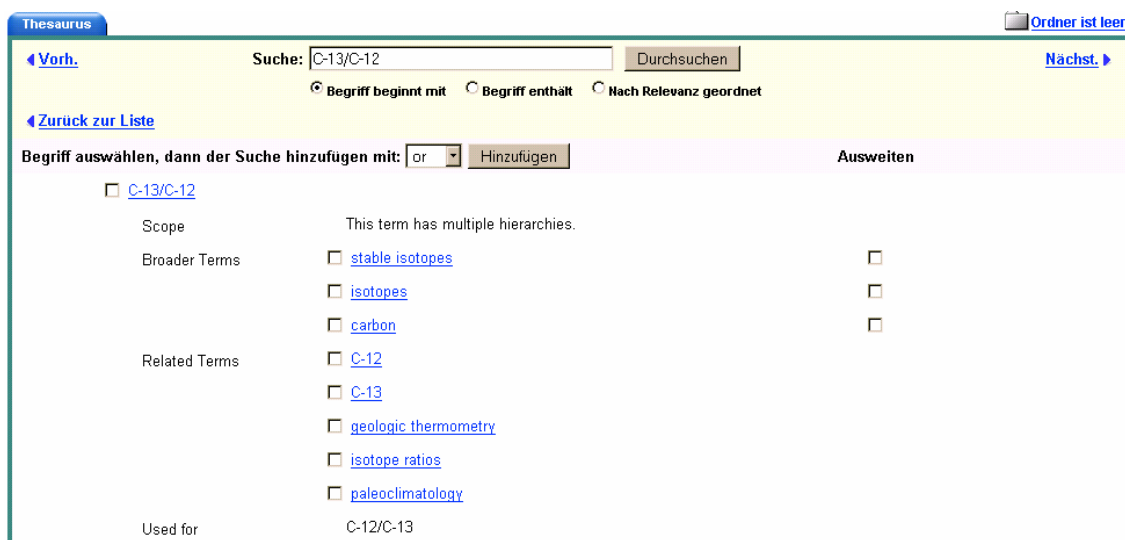 Thesaurus Ordner ist leer
Vorh. Suche: C-13/C-12 Durchsuchen Nächst.
Begriff beginnt mit Begriff enthält Nach Relevanz geordnet
Zurück zur Liste
Begriff auswählen, dann der Suche hinzufügen mit: or Hinzufügen Ausweiten
C-13/C-12
Scope This term has multiple hierarchies.
Broader Terms stable isotopes
isotopes
carbon
Related Terms C-12
C-13
geologic thermometry
isotope ratios
paleoclimatology
Used for C-12/C-13